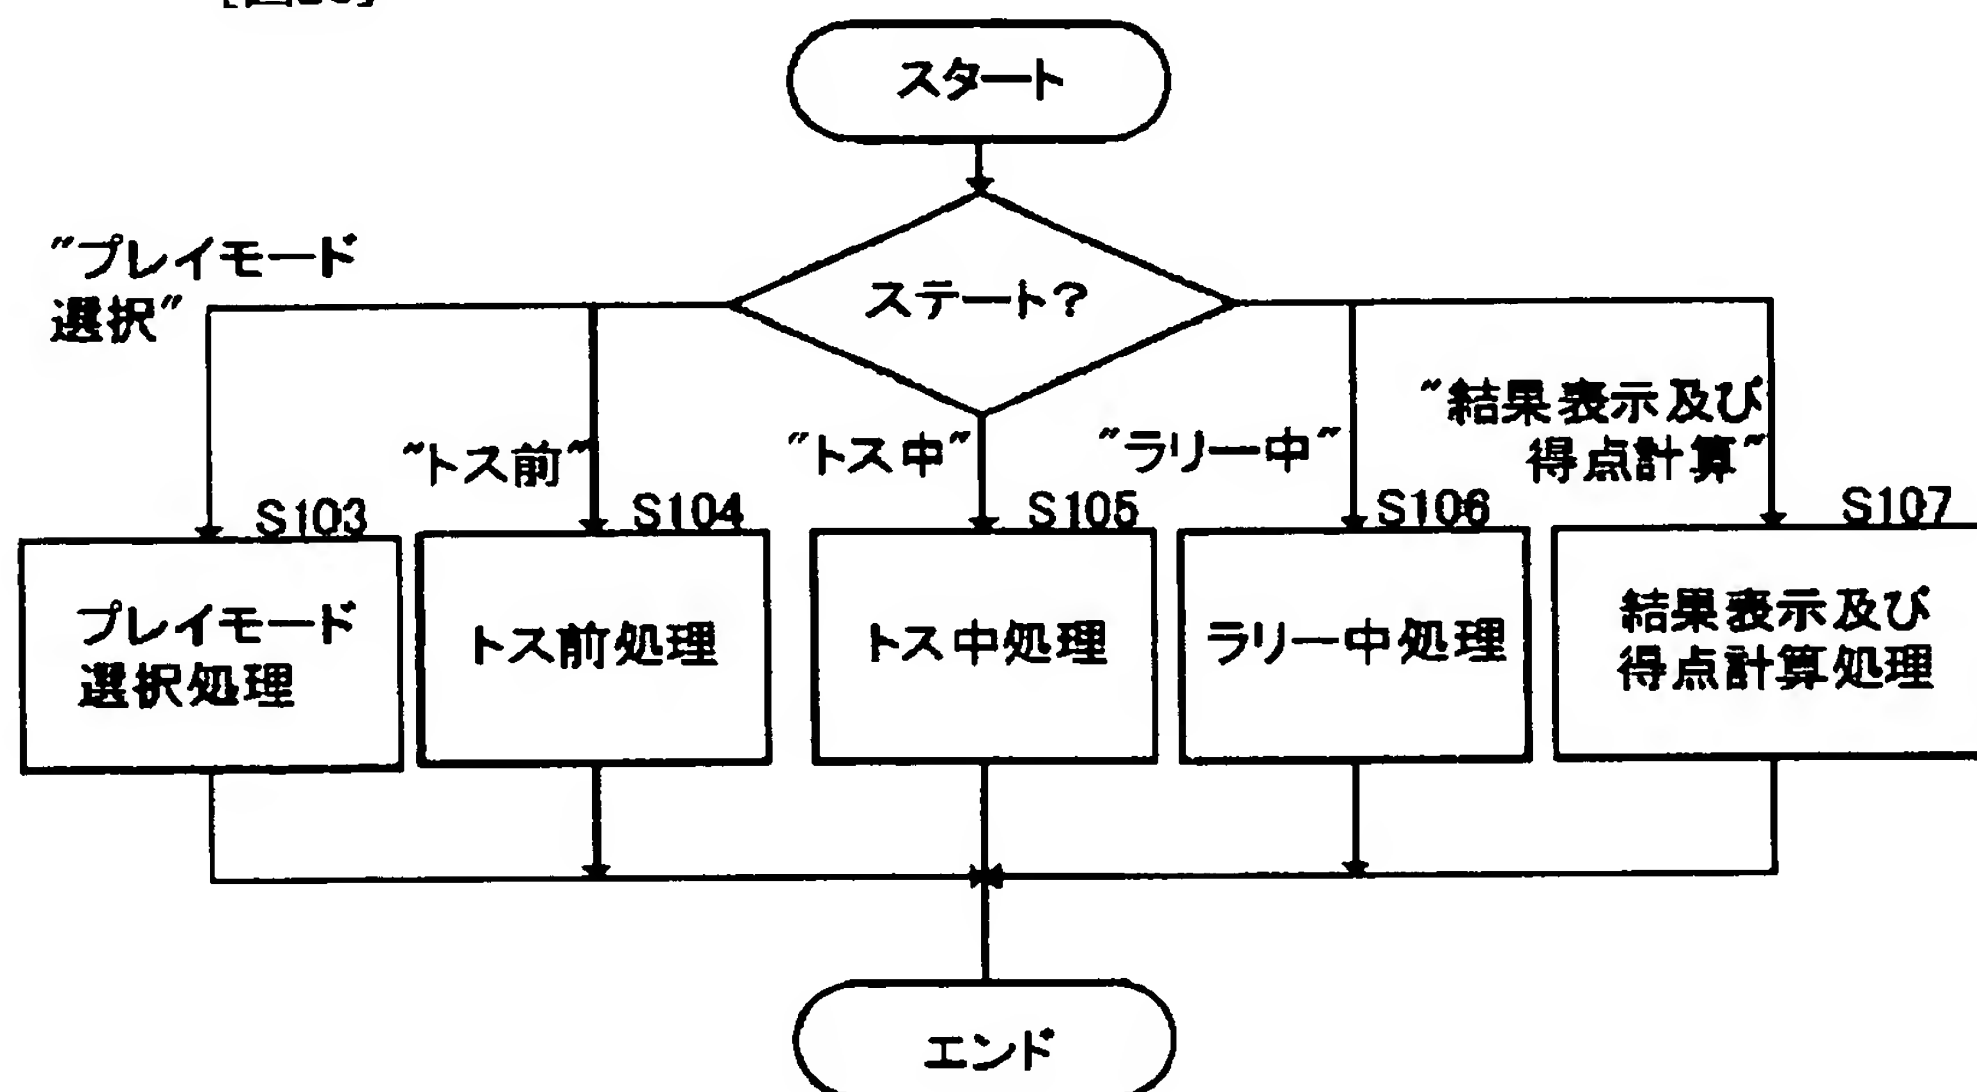 スタート
ステート?
"プレイモード
選択"
"トス前"
"トス中"
"ラリー中"
"結果表示及び
得点計算"
S103
プレイモード
選択処理
S104
トス前処理
S105
トス中処理
S106
ラリー中処理
S107
結果表示及び
得点計算処理
エンド